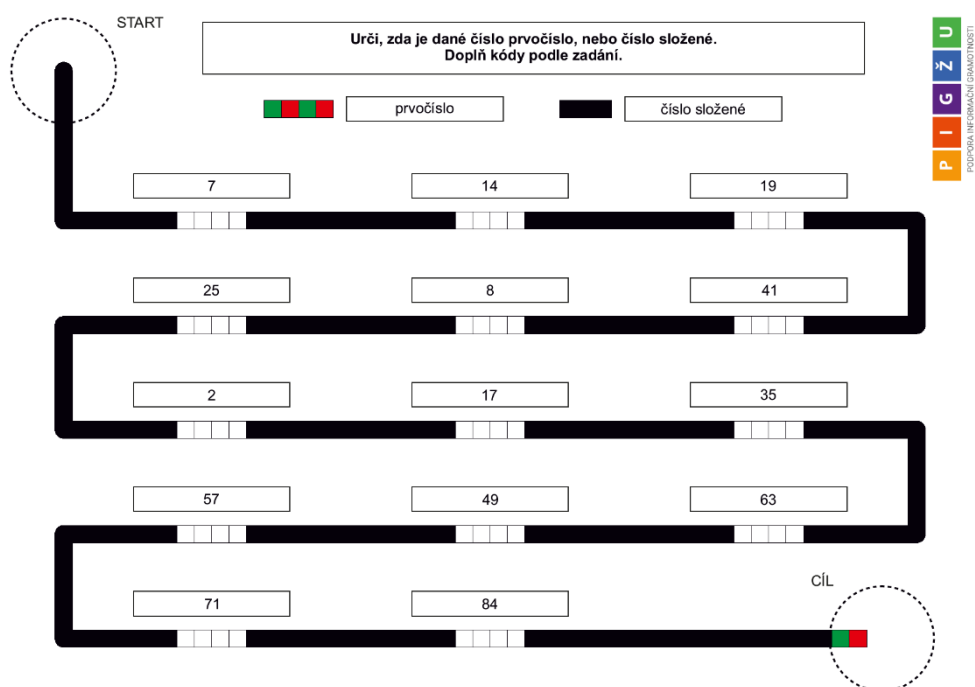 START
Urči, zda je dané číslo prvočíslo, nebo číslo složené.
Doplň kódy podle zadání.
prvočíslo
číslo složené
PIGŽU
PODPORA INFORMAČNÍ GRAMOTNOSTI
7
14
19
25
8
41
2
17
35
57
49
63
71
84
CÍL